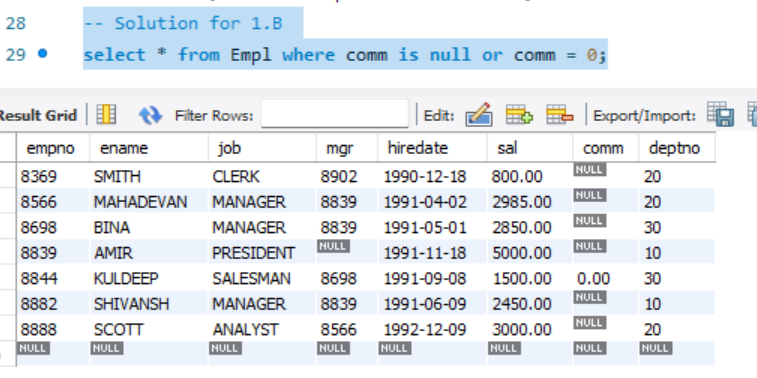 28 -- Solution for 1.B
29 select * from Empl where comm is null or comm = 0;
Result Grid Filter Rows: Edit: Export/Import:
empno ename job mgr hiredate sal comm deptno
8369 SMITH CLERK 8902 1990-12-18 800.00 NULL 20
8566 MAHADEVAN MANAGER 8839 1991-04-02 2985.00 NULL 20
8698 BINA MANAGER 8839 1991-05-01 2850.00 NULL 30
8839 AMIR PRESIDENT NULL 1991-11-18 5000.00 NULL 10
8844 KULDEEP SALESMAN 8698 1991-09-08 1500.00 0.00 30
8882 SHIVANSH MANAGER 8839 1991-06-09 2450.00 NULL 10
8888 SCOTT ANALYST 8566 1992-12-09 3000.00 NULL 20
NULL NULL NULL NULL NULL NULL NULL NULL